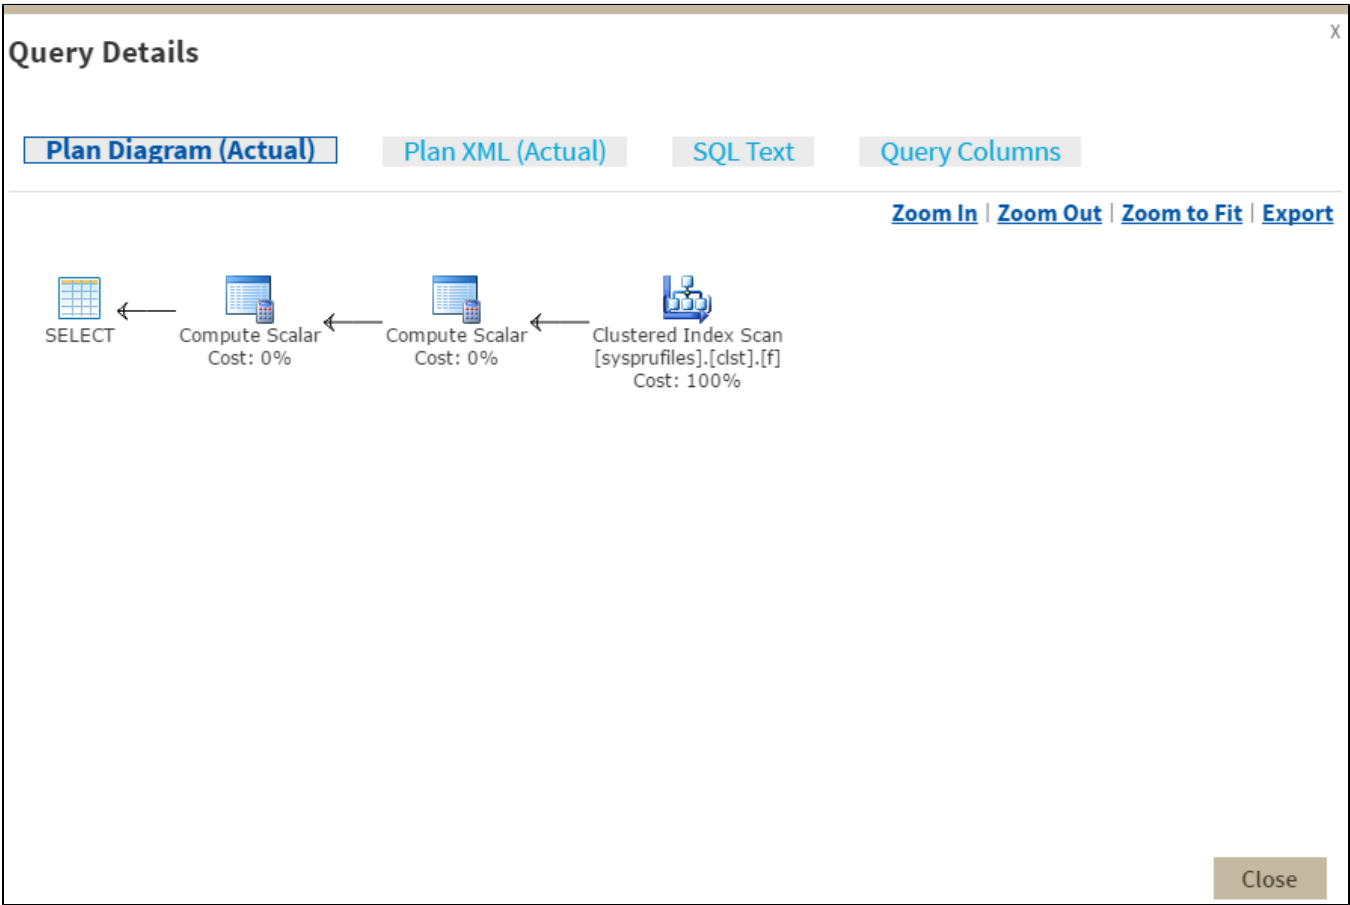 X
Query Details
Plan Diagram (Actual)
Plan XML (Actual)
SQL Text
Query Columns
Zoom In | Zoom Out | Zoom to Fit | Export
SELECT
Compute Scalar
Cost: 0%
Compute Scalar
Cost: 0%
Clustered Index Scan
[sysprufiles].[clst].[f]
Cost: 100%
Close